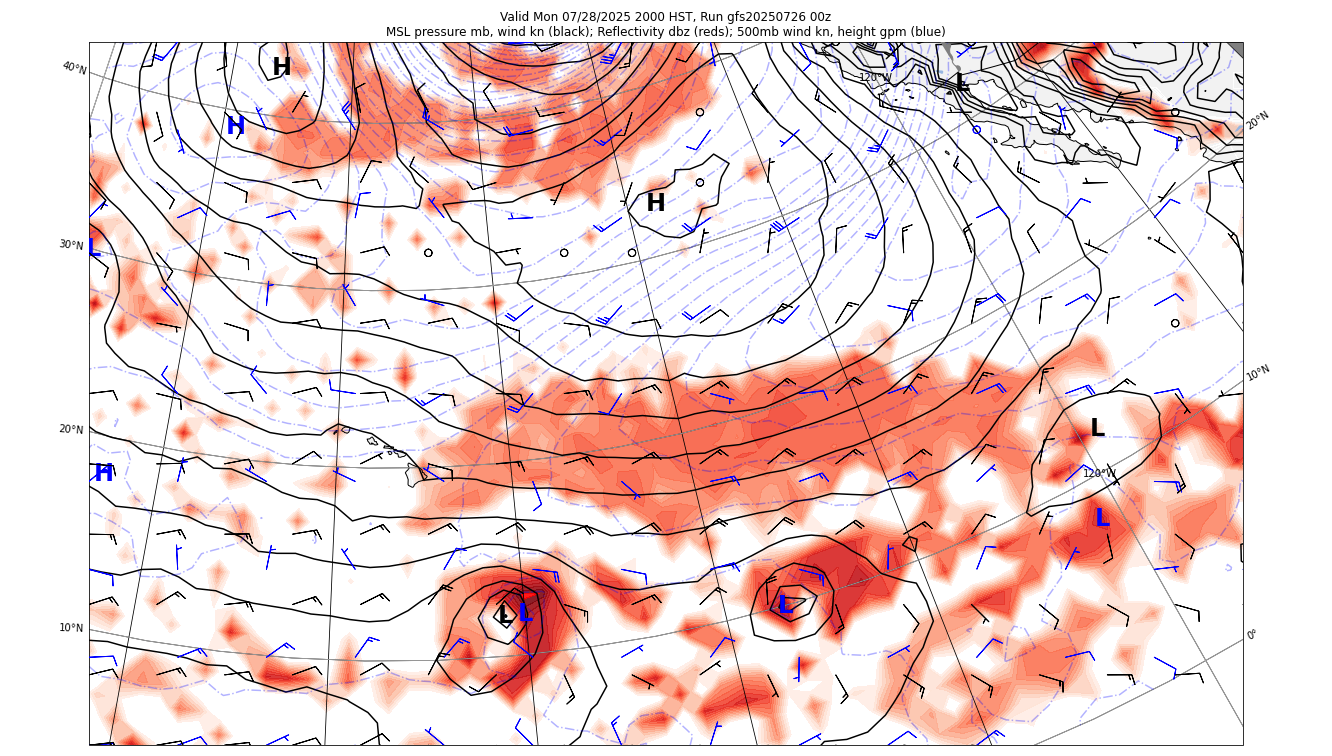 Valid Mon 07/28/2025 2000 HST, Run gfs20250726 00z
MSL pressure mb, wind kn (black); Reflectivity dbz (reds); 500mb wind kn, height gpm (blue)
40°N
H
120°W
L
20°N
H
H
30°N
L
10°N
20°N
L
H
120°W
L
L
L
L
10°N
0°